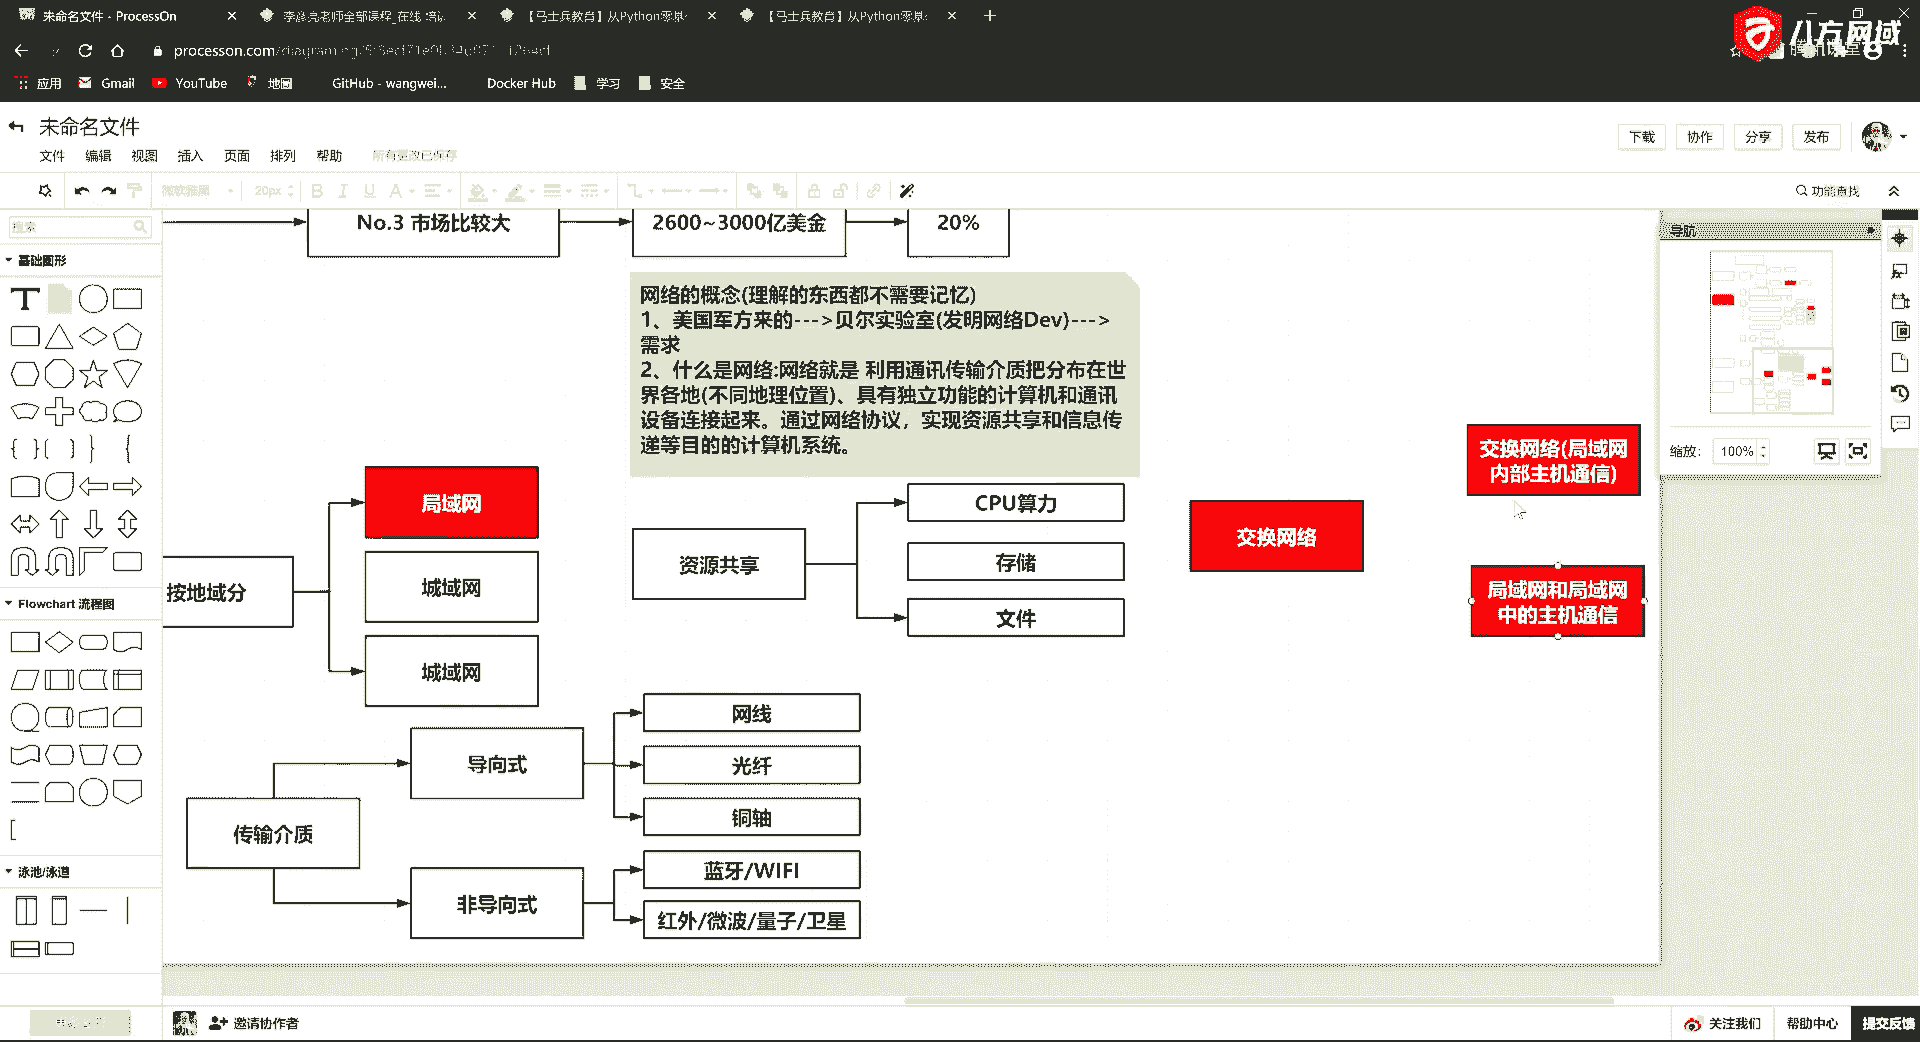 未命名文件 - ProcessOn
李彦亮老师全部课程_在线
【马士兵教育】从Python零基
【马士兵教育】从Python零基
processon.com
八方网域
腾讯课堂
应用
Gmail
YouTube
地图
GitHub - wangwei...
Docker Hub
学习
安全
未命名文件
下载
协作
分享
发布
文件 编辑 视图 插入 页面 排列 帮助 所有更改已保存
微软雅黑
20px
B I U A
功能查找
搜索
基础图形
T
Flowchart 流程图
泳池/泳道
No.3 市场比较大
2600~3000亿美金
20%
网络的概念(理解的东西都不需要记忆)
1、美国军方来的--->贝尔实验室(发明网络Dev)--->
需求
2、什么是网络:网络就是 利用通讯传输介质把分布在世
界各地(不同地理位置)、具有独立功能的计算机和通讯
设备连接起来。通过网络协议，实现资源共享和信息传
递等目的的计算机系统。
按地域分
局域网
城域网
城域网
资源共享
CPU算力
存储
文件
交换网络
交换网络(局域网
内部主机通信)
局域网和局域网
中的主机通信
传输介质
导向式
网线
光纤
铜轴
非导向式
蓝牙/WIFI
红外/微波/量子/卫星
导航
缩放:
100%
邀请协作者
关注我们
帮助中心
提交反馈